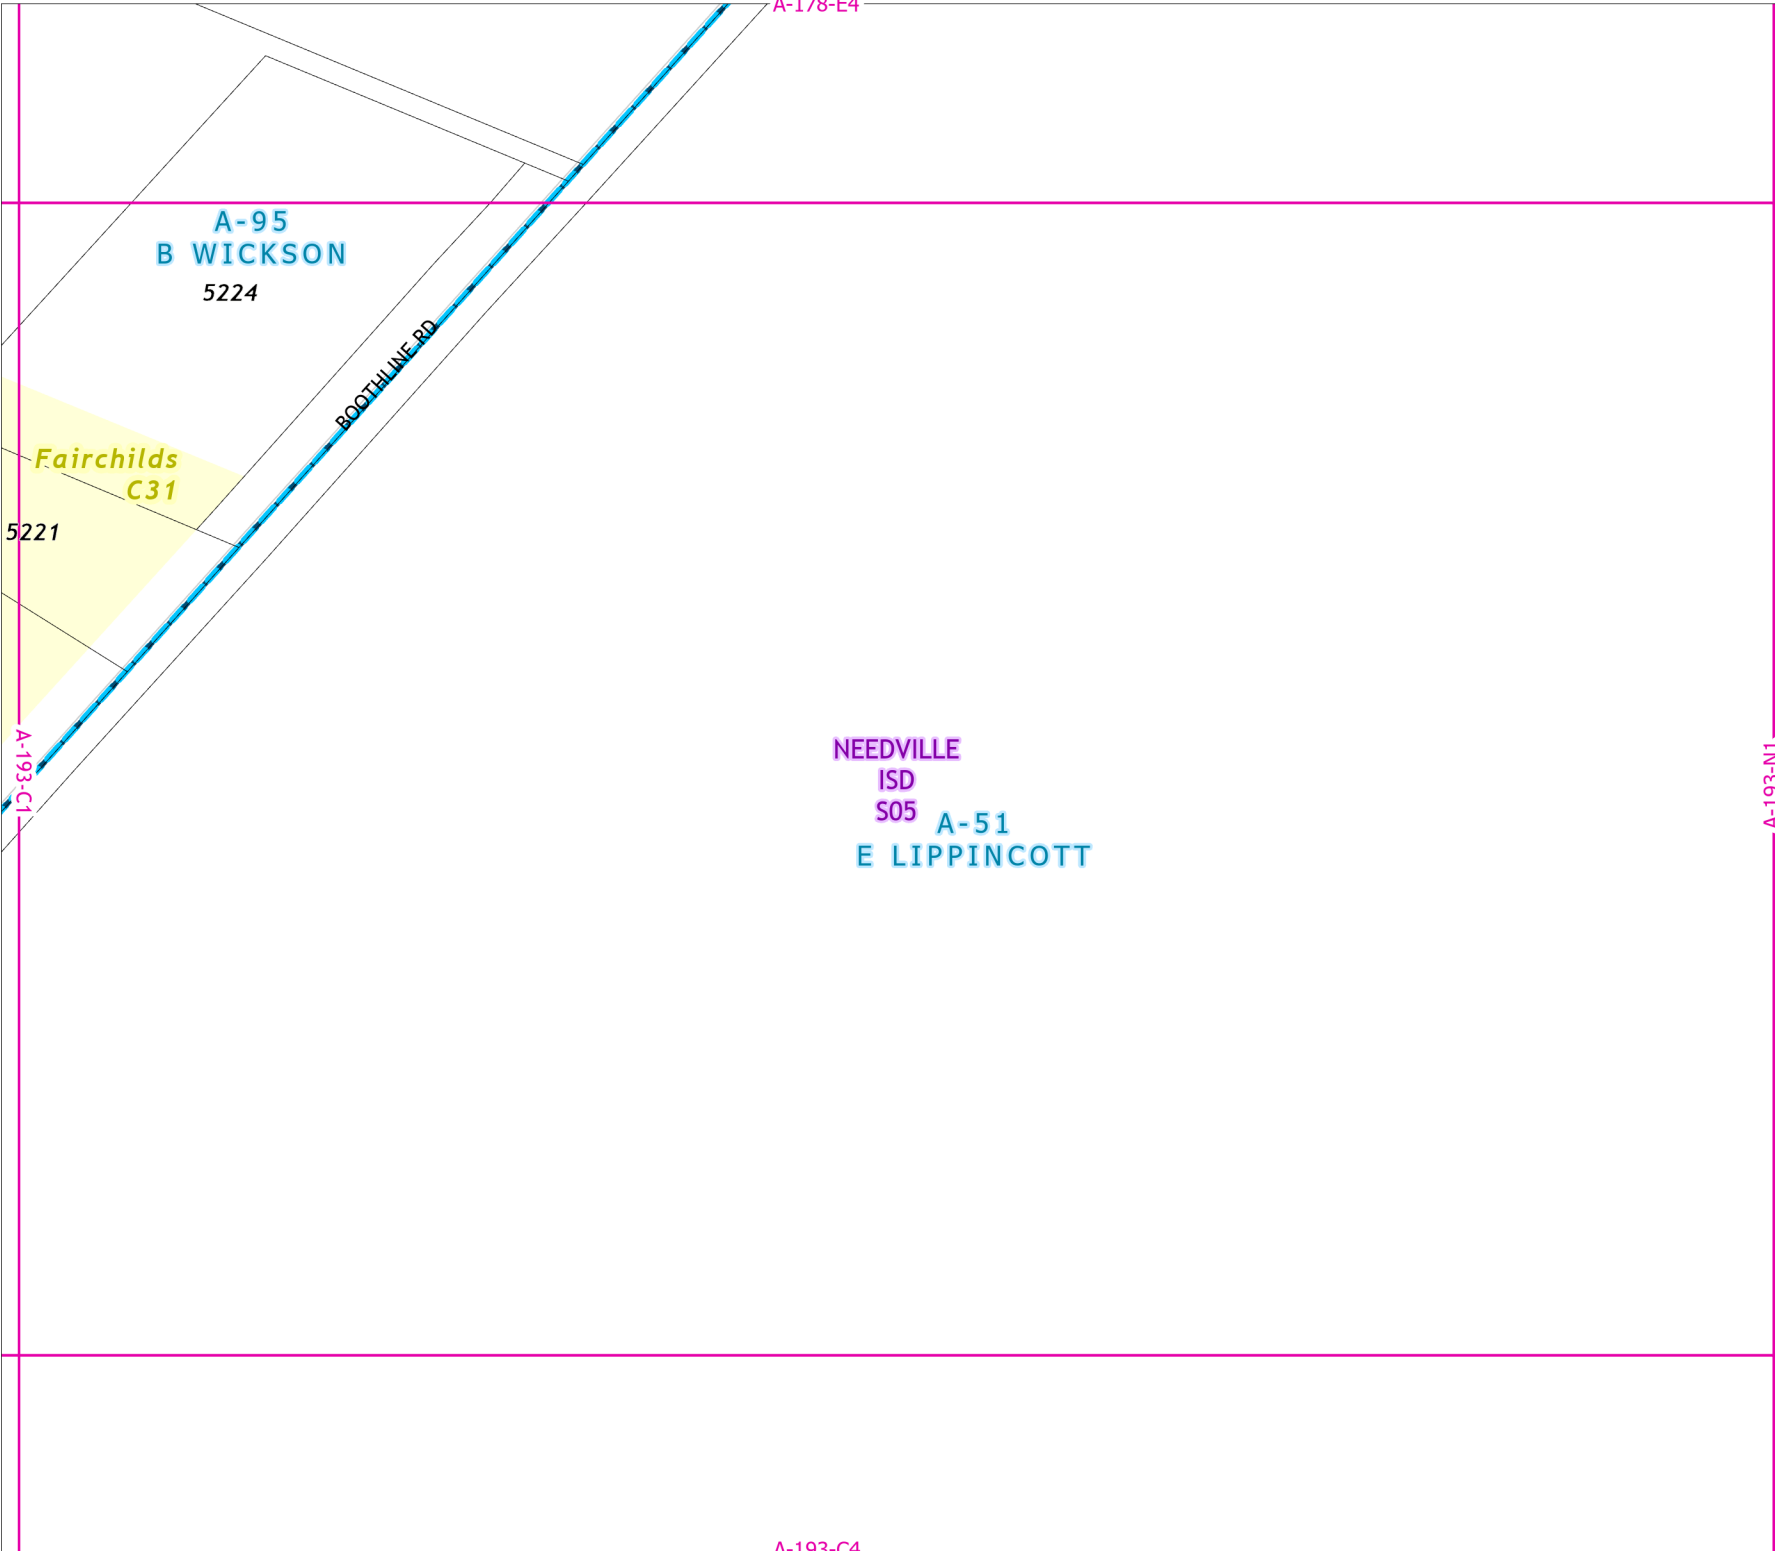 A-178-E4
A-95
B WICKSON
5224
BOOTHLINE RD
Fairchilds
C31
5221
A-193-C1
NEEDVILLE
ISD
S05
A-51
E LIPPINCOTT
A-193-N1
A-193-C4